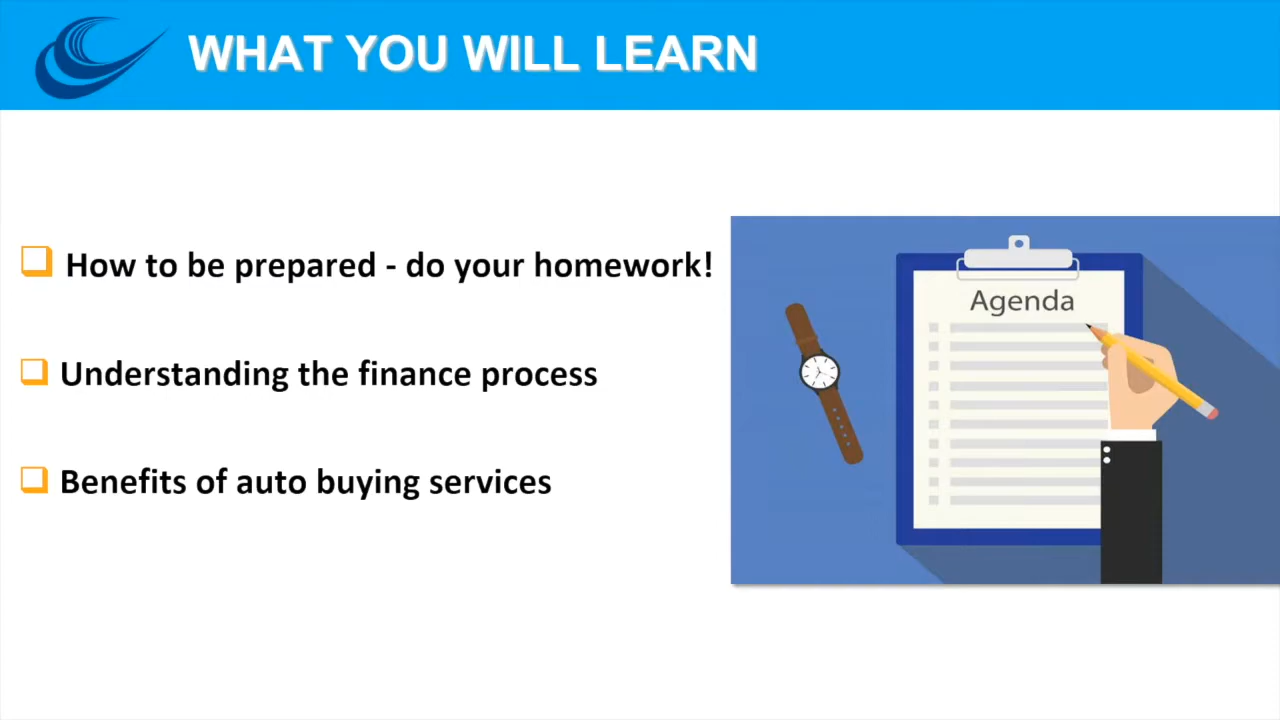 WHAT YOU WILL LEARN
How to be prepared - do your homework!
Understanding the finance process
Benefits of auto buying services
Agenda